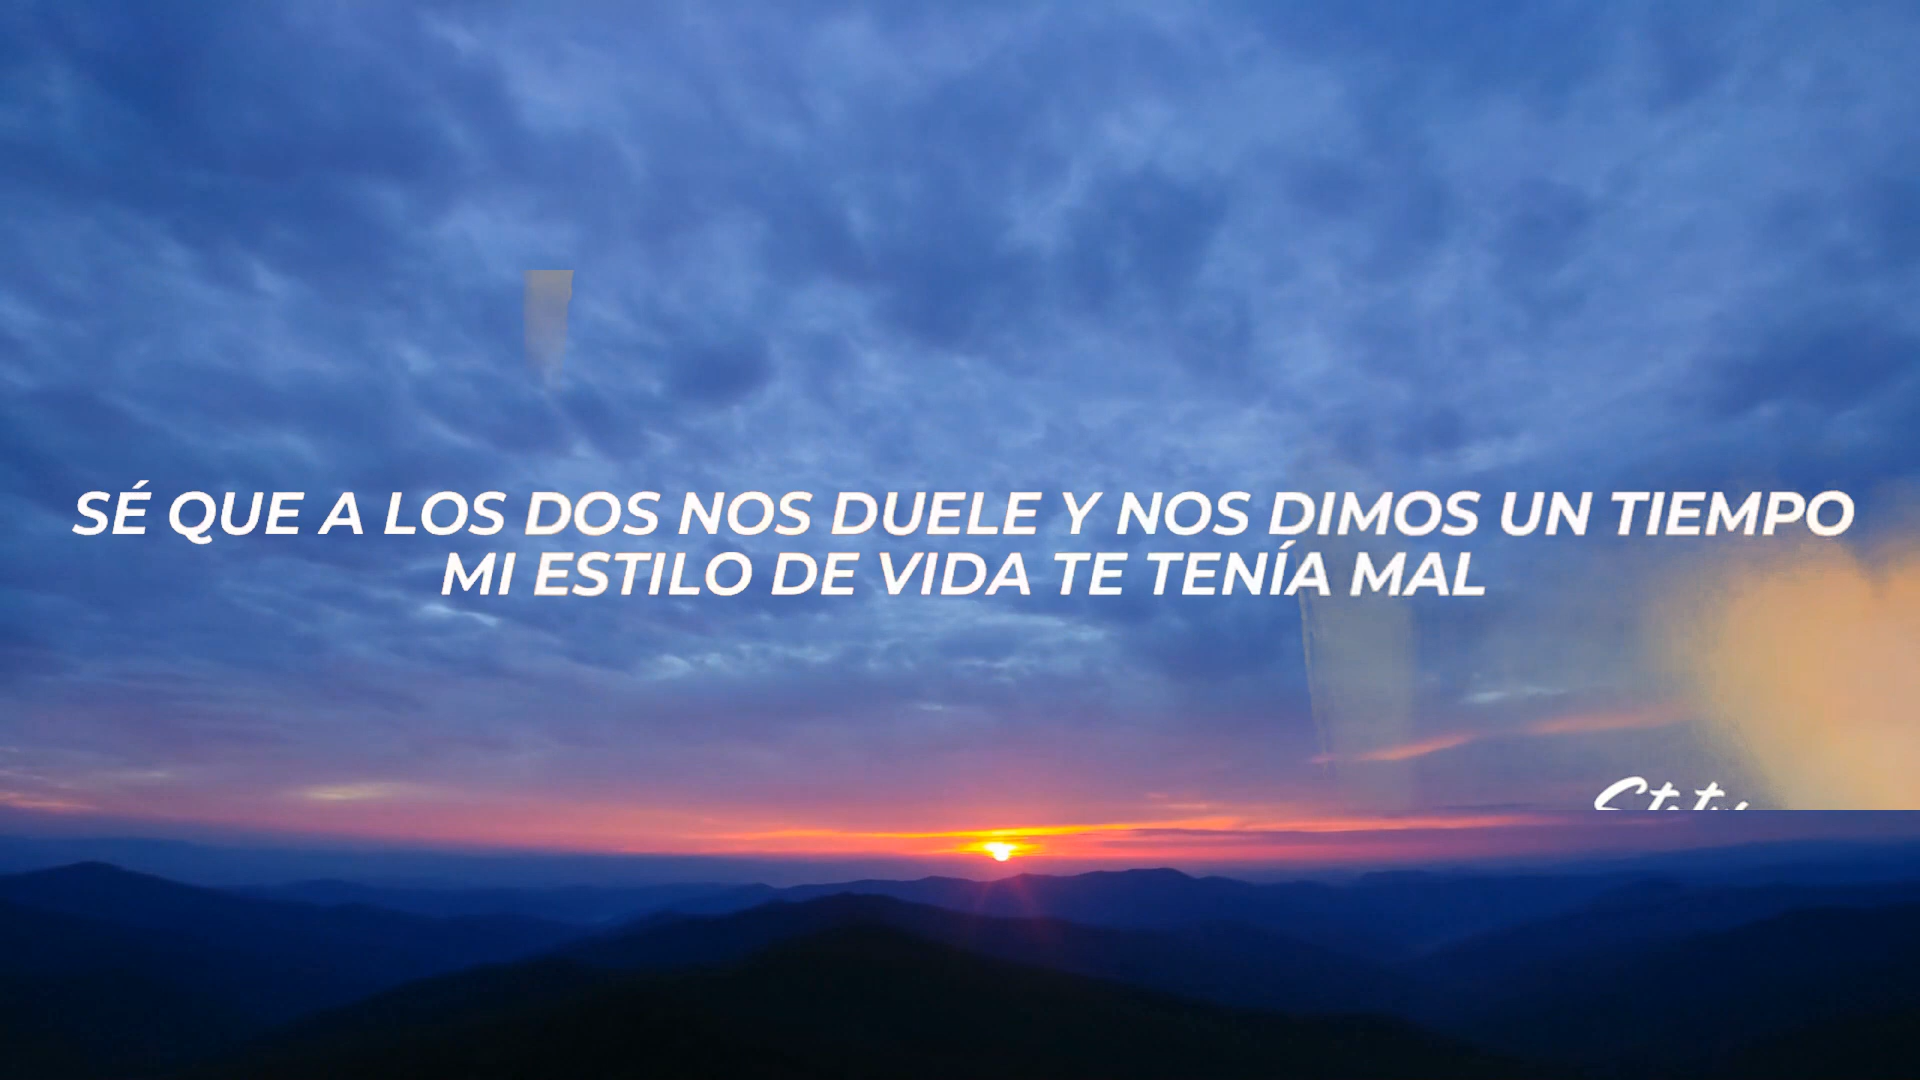 SÉ QUE A LOS DOS NOS DUELE Y NOS DIMOS UN TIEMPO
MI ESTILO DE VIDA TE TENÍA MAL